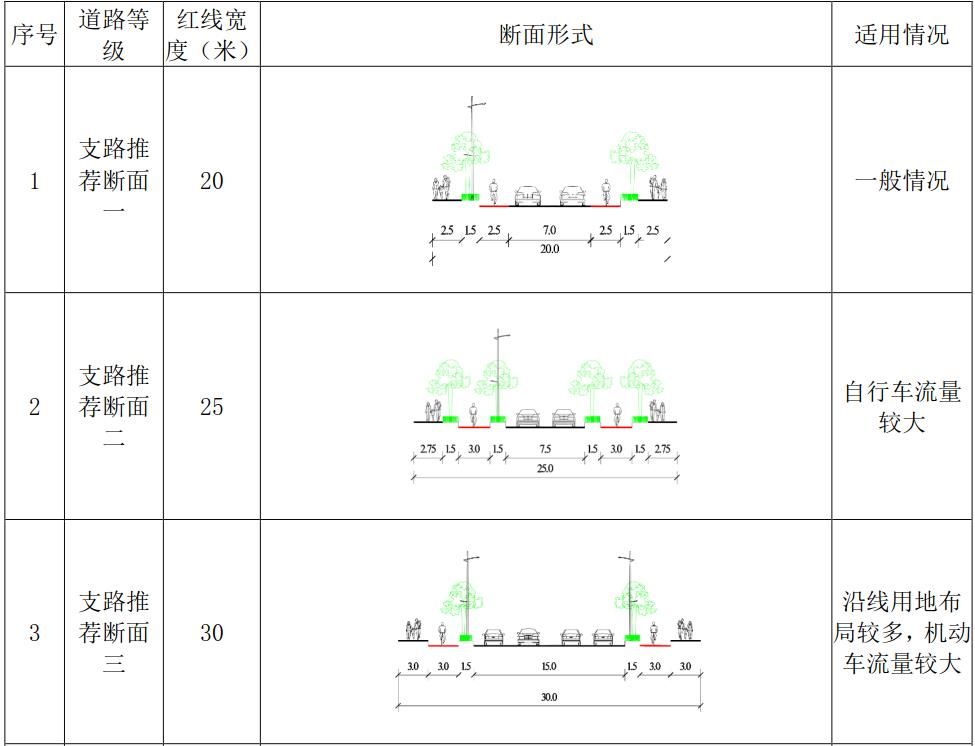 序号
道路等
级
红线宽
度（米）
断面形式
适用情况
1
支路推
荐断面
一
20
2.5 1.5 2.5 7.0 2.5 1.5 2.5
20.0
一般情况
2
支路推
荐断面
二
25
2.75 1.5 3.0 1.5 7.5 1.5 3.0 1.5 2.75
25.0
自行车流量
较大
3
支路推
荐断面
三
30
3.0 3.0 1.5 15.0 1.5 3.0 3.0
30.0
沿线用地布
局较多，机动
车流量较大